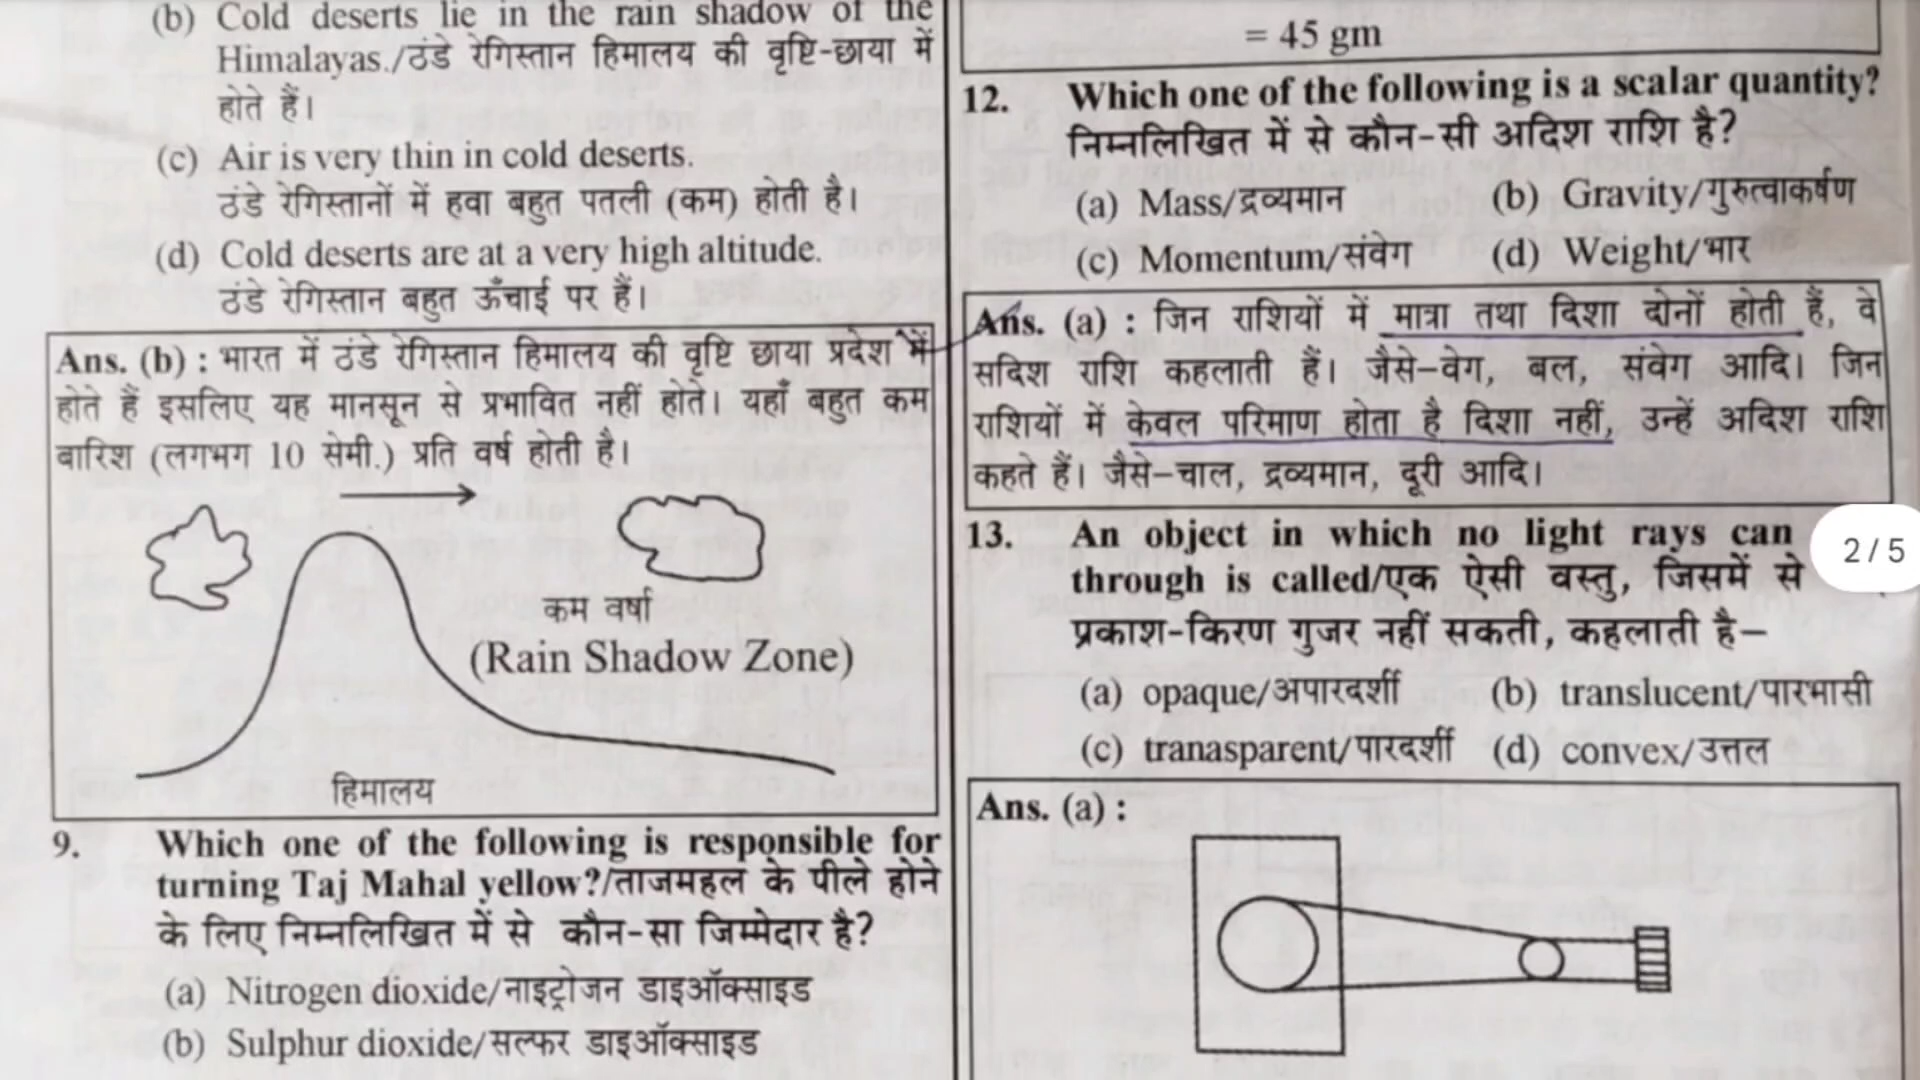 (b) Cold deserts lie in the rain shadow of the
Himalayas./ठंडे रेगिस्तान हिमालय की वृष्टि-छाया में
होते हैं।
(c) Air is very thin in cold deserts.
ठंडे रेगिस्तानों में हवा बहुत पतली (कम) होती है।
(d) Cold deserts are at a very high altitude.
ठंडे रेगिस्तान बहुत ऊँचाई पर हैं।
Ans. (b) : भारत में ठंडे रेगिस्तान हिमालय की वृष्टि छाया प्रदेश में
होते हैं इसलिए यह मानसून से प्रभावित नहीं होते। यहाँ बहुत कम
बारिश (लगभग 10 सेमी.) प्रति वर्ष होती है।
कम वर्षा
(Rain Shadow Zone)
हिमालय
9. Which one of the following is responsible for
turning Taj Mahal yellow?/ताजमहल के पीले होने
के लिए निम्नलिखित में से कौन-सा जिम्मेदार है?
(a) Nitrogen dioxide/नाइट्रोजन डाइऑक्साइड
(b) Sulphur dioxide/सल्फर डाइऑक्साइड
= 45 gm
12. Which one of the following is a scalar quantity?
निम्नलिखित में से कौन-सी अदिश राशि है?
(a) Mass/द्रव्यमान (b) Gravity/गुरुत्वाकर्षण
(c) Momentum/संवेग (d) Weight/भार
Ans. (a) : जिन राशियों में मात्रा तथा दिशा दोनों होती हैं, वे
सदिश राशि कहलाती हैं। जैसे-वेग, बल, संवेग आदि। जिन
राशियों में केवल परिमाण होता है दिशा नहीं, उन्हें अदिश राशि
कहते हैं। जैसे-चाल, द्रव्यमान, दूरी आदि।
13. An object in which no light rays can
through is called/एक ऐसी वस्तु, जिसमें से
प्रकाश-किरण गुजर नहीं सकती, कहलाती है–
(a) opaque/अपारदर्शी (b) translucent/पारभासी
(c) tranasparent/पारदर्शी (d) convex/उत्तल
Ans. (a) :
2/5